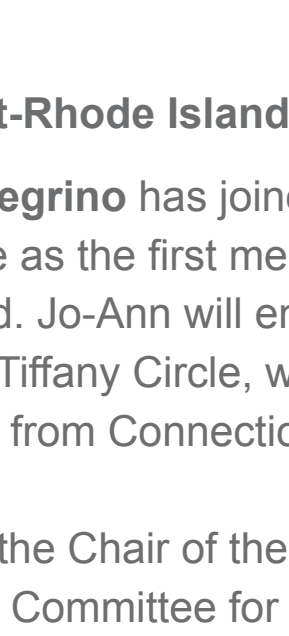 t-Rhode Island
egrino has joine
e as the first me
d. Jo-Ann will en
Tiffany Circle, w
from Connectic
the Chair of the
Committee for